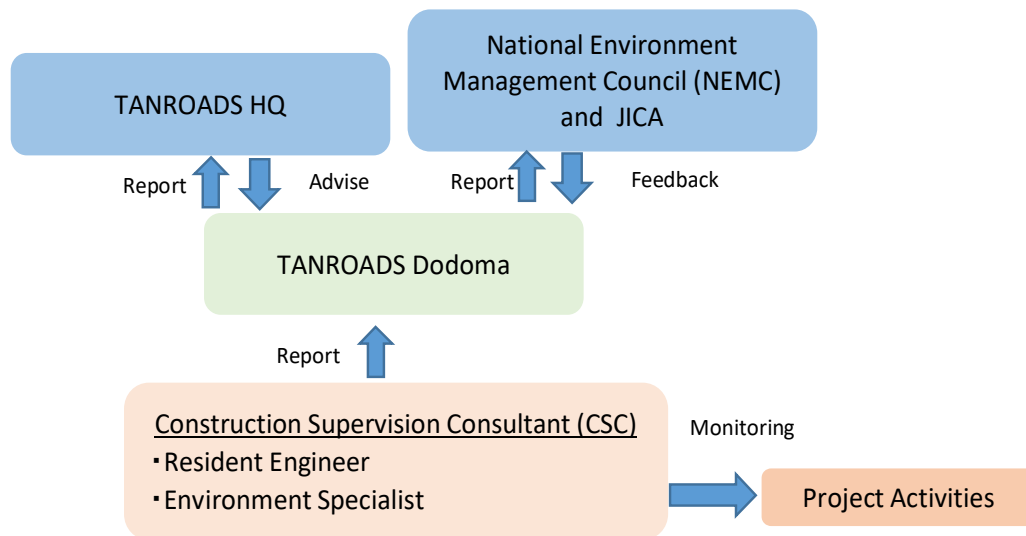 National Environment
Management Council (NEMC)
and JICA
TANROADS HQ
Report
Advise
Report
Feedback
TANROADS Dodoma
Report
Construction Supervision Consultant (CSC)
・Resident Engineer
・Environment Specialist
Monitoring
Project Activities